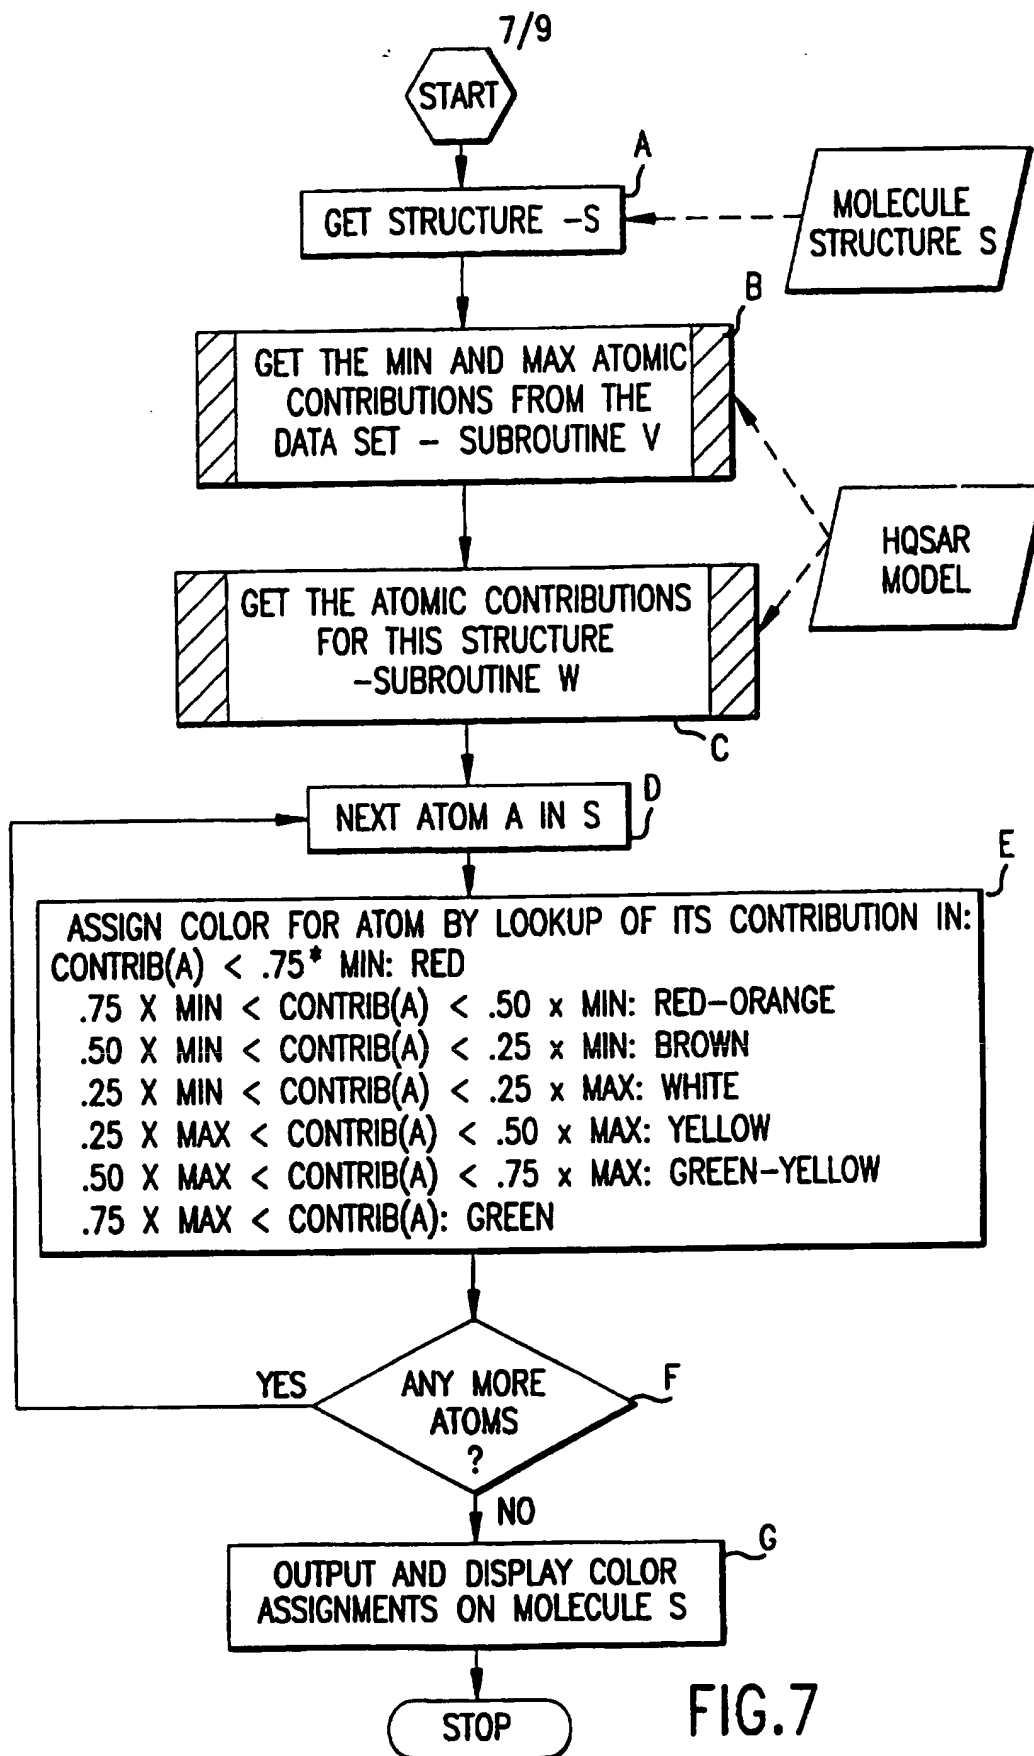 7/9
START
A
GET STRUCTURE -S
MOLECULE
STRUCTURE S
B
GET THE MIN AND MAX ATOMIC
CONTRIBUTIONS FROM THE
DATA SET - SUBROUTINE V
HQSAR
MODEL
GET THE ATOMIC CONTRIBUTIONS
FOR THIS STRUCTURE
-SUBROUTINE W
C
D
NEXT ATOM A IN S
E
ASSIGN COLOR FOR ATOM BY LOOKUP OF ITS CONTRIBUTION IN:
CONTRIB(A) < .75* MIN: RED
.75 X MIN < CONTRIB(A) < .50 x MIN: RED-ORANGE
.50 X MIN < CONTRIB(A) < .25 x MIN: BROWN
.25 X MIN < CONTRIB(A) < .25 x MAX: WHITE
.25 X MAX < CONTRIB(A) < .50 x MAX: YELLOW
.50 X MAX < CONTRIB(A) < .75 x MAX: GREEN-YELLOW
.75 X MAX < CONTRIB(A): GREEN
YES
ANY MORE
ATOMS
?
F
NO
G
OUTPUT AND DISPLAY COLOR
ASSIGNMENTS ON MOLECULE S
STOP
FIG.7